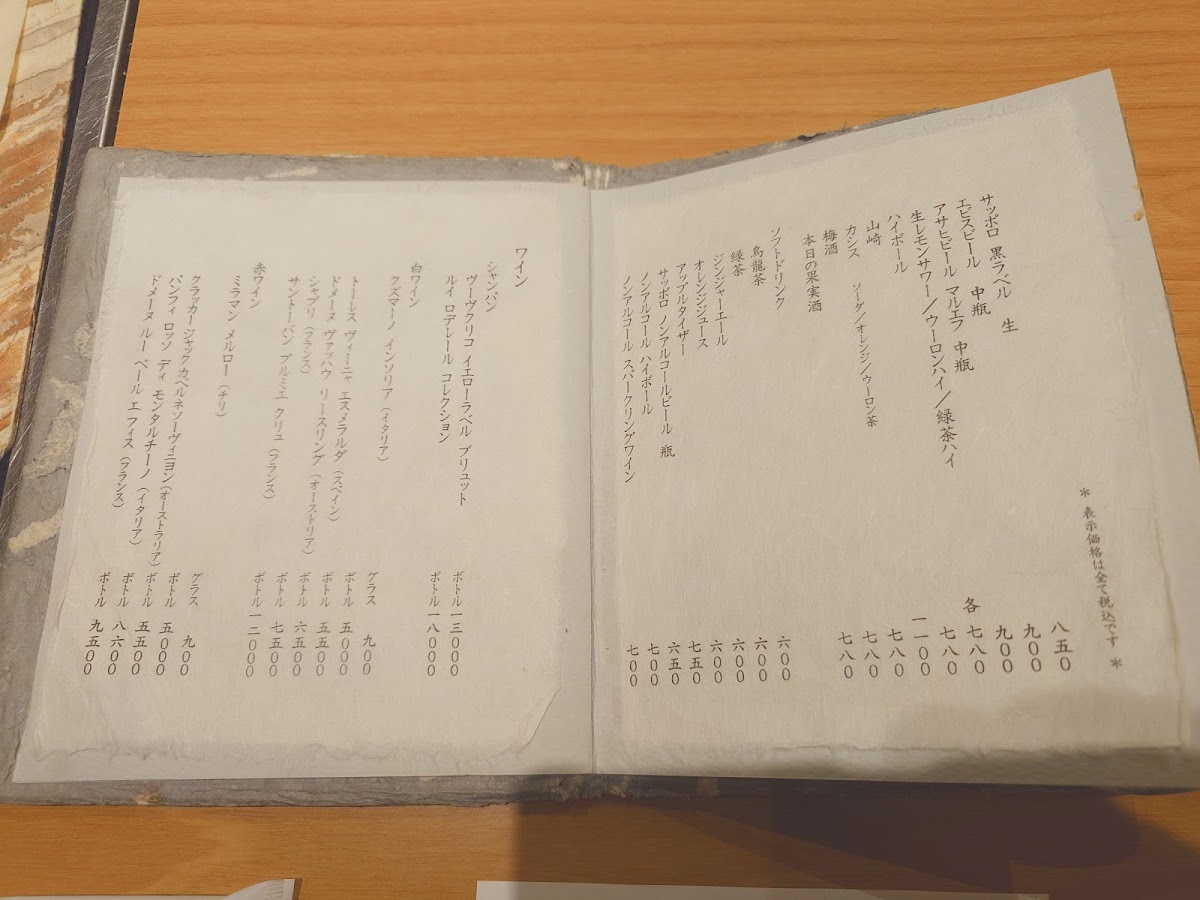 ＊表示価格は全て税込です＊
サッポロ 黒ラベル 生 八五〇
エビスビール 中瓶 九〇〇
アサヒビール マルエフ 中瓶 九〇〇
生レモンサワー／ウーロンハイ／緑茶ハイ 各 七八〇
ハイボール 七八〇
山崎 一一〇〇
カシス ソーダ／オレンジ／ウーロン茶 七八〇
梅酒 七八〇
本日の果実酒 七八〇
ソフトドリンク
烏龍茶 六〇〇
緑茶 六〇〇
ジンジャーエール 六〇〇
オレンジジュース 六〇〇
アップルタイザー 七五〇
サッポロ ノンアルコールビール 瓶 六五〇
ノンアルコール ハイボール 七〇〇
ノンアルコール スパークリングワイン 七〇〇
ワイン
シャンパン
ヴーヴクリコ イエローラベル ブリュット ボトル 一三〇〇〇
ルイ ロデレール コレクション ボトル 一八〇〇〇
白ワイン
クズマーノ インソリア（イタリア） グラス 九〇〇
ボトル 五〇〇〇
トーレス ヴィーニャ エスメラルダ（スペイン） ボトル 五五〇〇
ドメーヌ ヴァッハウ リースリング（オーストリア） ボトル 六五〇〇
シャブリ（フランス） ボトル 七五〇〇
サントーバン プルミエ クリュ（フランス） ボトル 一二〇〇〇
赤ワイン
ミラマン メルロー（チリ） グラス 九〇〇
ボトル 五〇〇〇
クラッカージャック カベルネソーヴィニヨン（オーストラリア） ボトル 五五〇〇
バンフィ ロッソ ディ モンタルチーノ（イタリア） ボトル 八六〇〇
ドメーヌ ルー ペール エ フィス（フランス） ボトル 九五〇〇